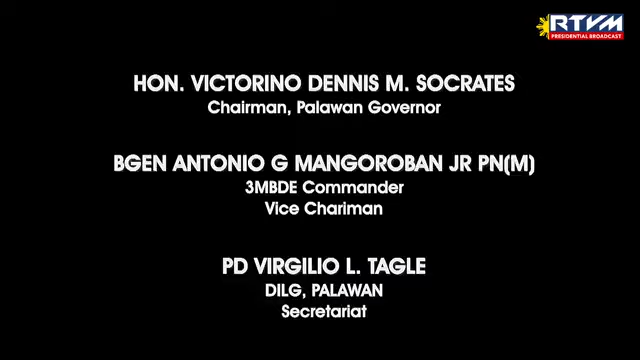 RTVM
PRESIDENTIAL BROADCAST
HON. VICTORINO DENNIS M. SOCRATES
Chairman, Palawan Governor
BGEN ANTONIO G MANGOROBAN JR PN(M)
3MBDE Commander
Vice Chariman
PD VIRGILIO L. TAGLE
DILG, PALAWAN
Secretariat